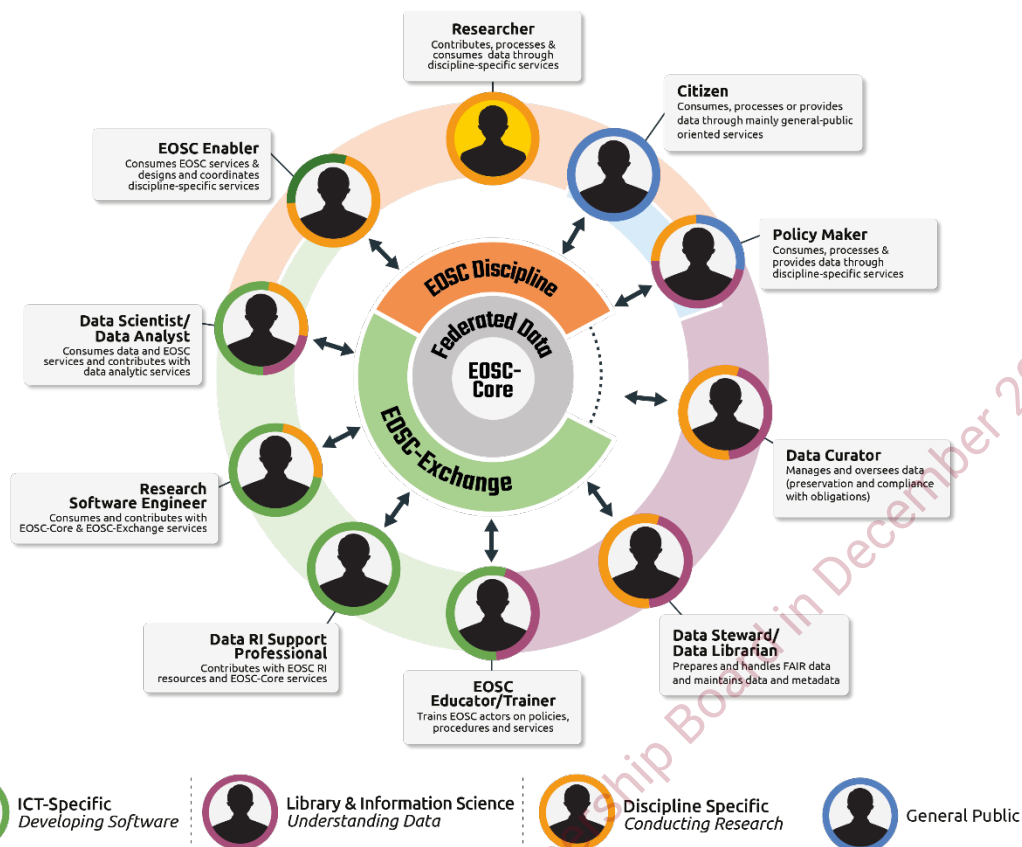 Researcher
Contributes, processes &
consumes data through
discipline-specific services
Citizen
Consumes, processes or provides
data through mainly general-public
oriented services
EOSC Enabler
Consumes EOSC services &
designs and coordinates
discipline-specific services
Policy Maker
Consumes, processes &
provides data through
discipline-specific services
EOSC Discipline
Federated Data
EOSC-
Core
EOSC-Exchange
Data Scientist/
Data Analyst
Consumes data and EOSC
services and contributes with
data analytic services
Data Curator
Manages and oversees data
(preservation and compliance
with obligations)
Research
Software Engineer
Consumes and contributes with
EOSC-Core & EOSC-Exchange services
Data RI Support
Professional
Contributes with EOSC RI
resources and EOSC-Core services
EOSC
Educator/Trainer
Trains EOSC actors on policies,
procedures and services
Data Steward/
Data Librarian
Prepares and handles FAIR data
and maintains data and metadata
ICT-Specific
Developing Software
Library & Information Science
Understanding Data
Discipline Specific
Conducting Research
General Public
Board in December